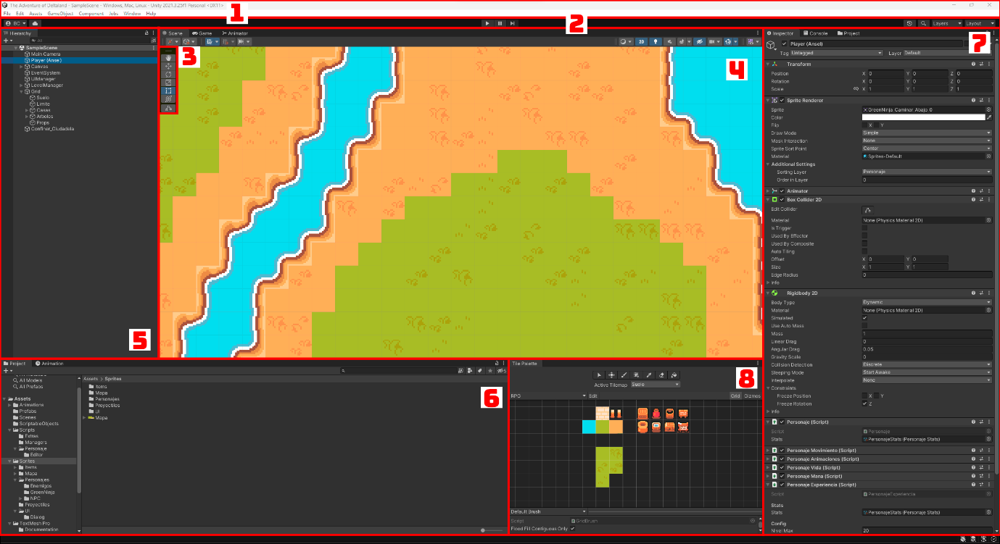 The Adventure of Deltaland - SampleScene - Windows, Mac, Linux - Unity 2021.3.25f1 Personal <DX11>
File Edit Assets GameObject Component Jobs Window Help
1
BC
2
Layers
Layout
Hierarchy
All
SampleScene
Main Camera
Player (Ansel)
Canvas
EventSystem
UIManager
LevelManager
Grid
Suelo
Limite
Casas
Arboles
Props
Confiner_Ciudadela
5
Scene Game Animator
2D
3
4
Inspector Console Project
7
Player (Ansel)
Tag Untagged Layer Default
Transform
Position X 0 Y 0 Z 0
Rotation X 0 Y 0 Z 0
Scale X 1 Y 1 Z 1
Sprite Renderer
Sprite GreenNinja_Caminar_Abajo_0
Color
Flip X Y
Draw Mode Simple
Mask Interaction None
Sprite Sort Point Center
Material Sprites-Default
Additional Settings
Sorting Layer Personaje
Order in Layer 0
Animator
Box Collider 2D
Edit Collider
Material None (Physics Material 2D)
Is Trigger
Used By Effector
Used By Composite
Auto Tiling
Offset X 0 Y 0
Size X 1 Y 1
Edge Radius 0
Info
Rigidbody 2D
Body Type Dynamic
Material None (Physics Material 2D)
Simulated
Use Auto Mass
Mass 1
Linear Drag 0
Angular Drag 0.05
Gravity Scale 0
Collision Detection Discrete
Sleeping Mode Start Awake
Interpolate None
Constraints
Freeze Position X Y
Freeze Rotation Z
Info
Personaje (Script)
Script Personaje
Stats PersonajeStats (Personaje Stats)
Personaje Movimiento (Script)
Personaje Animaciones (Script)
Personaje Vida (Script)
Personaje Mana (Script)
Personaje Experiencia (Script)
Script PersonajeExperiencia
Stats
Stats PersonajeStats (Personaje Stats)
Config
Nivel Max 20
Project Animation
All Models
All Prefabs
Assets
Animations
Prefabs
Scenes
ScriptableObjects
Scripts
Extras
Managers
Personaje
Editor
Sprites
Items
Mapa
Personajes
Enemigos
GreenNinja
NPC
Proyectiles
UI
Dialog
TextMesh Pro
Documentation
Assets > Sprites
Items
Mapa
Personajes
Proyectiles
UI
Mapa
6
Tile Palette
8
Active Tilemap Suelo
RPG Edit Grid Gizmos
Default Brush
Script GridBrush
Flood Fill Contiguous Only